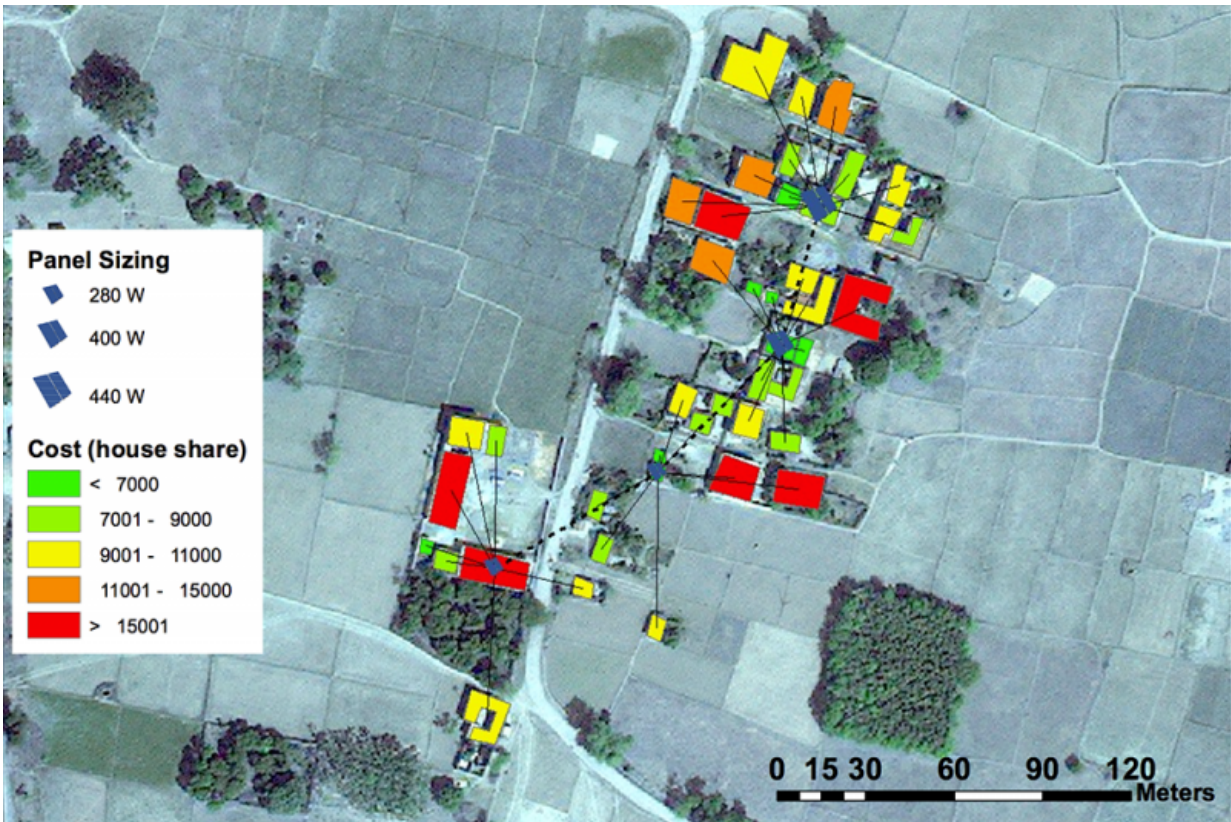 Panel Sizing
280 W
400 W
440 W
Cost (house share)
< 7000
7001 - 9000
9001 - 11000
11001 - 15000
> 15001
0 15 30 60 90 120
Meters